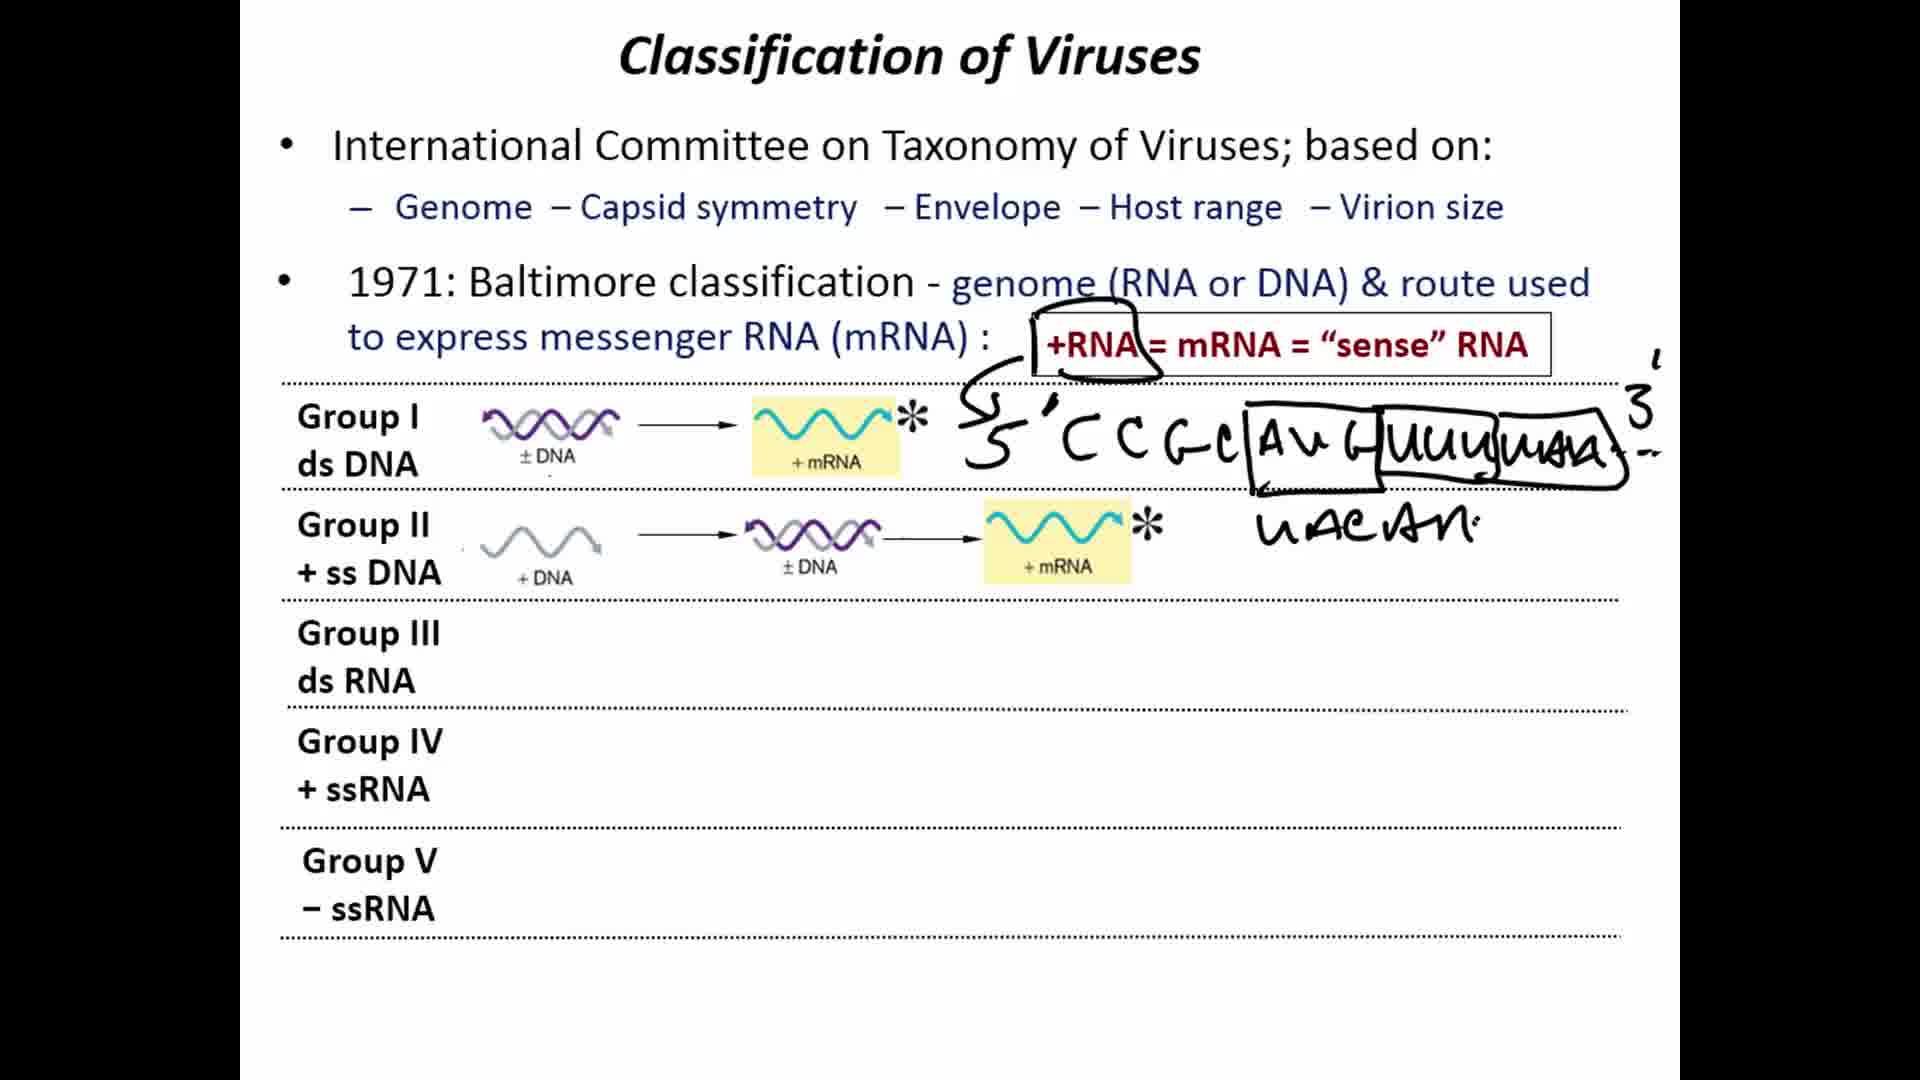 Classification of Viruses
• International Committee on Taxonomy of Viruses; based on:
– Genome – Capsid symmetry – Envelope – Host range – Virion size
• 1971: Baltimore classification - genome (RNA or DNA) & route used
to express messenger RNA (mRNA) :
+RNA = mRNA = “sense” RNA
Group I
ds DNA
± DNA
+ mRNA
*
5' CCGC AUG UUU UAA 3'
Group II
+ ss DNA
+ DNA
± DNA
+ mRNA
*
Group III
ds RNA
Group IV
+ ssRNA
Group V
– ssRNA